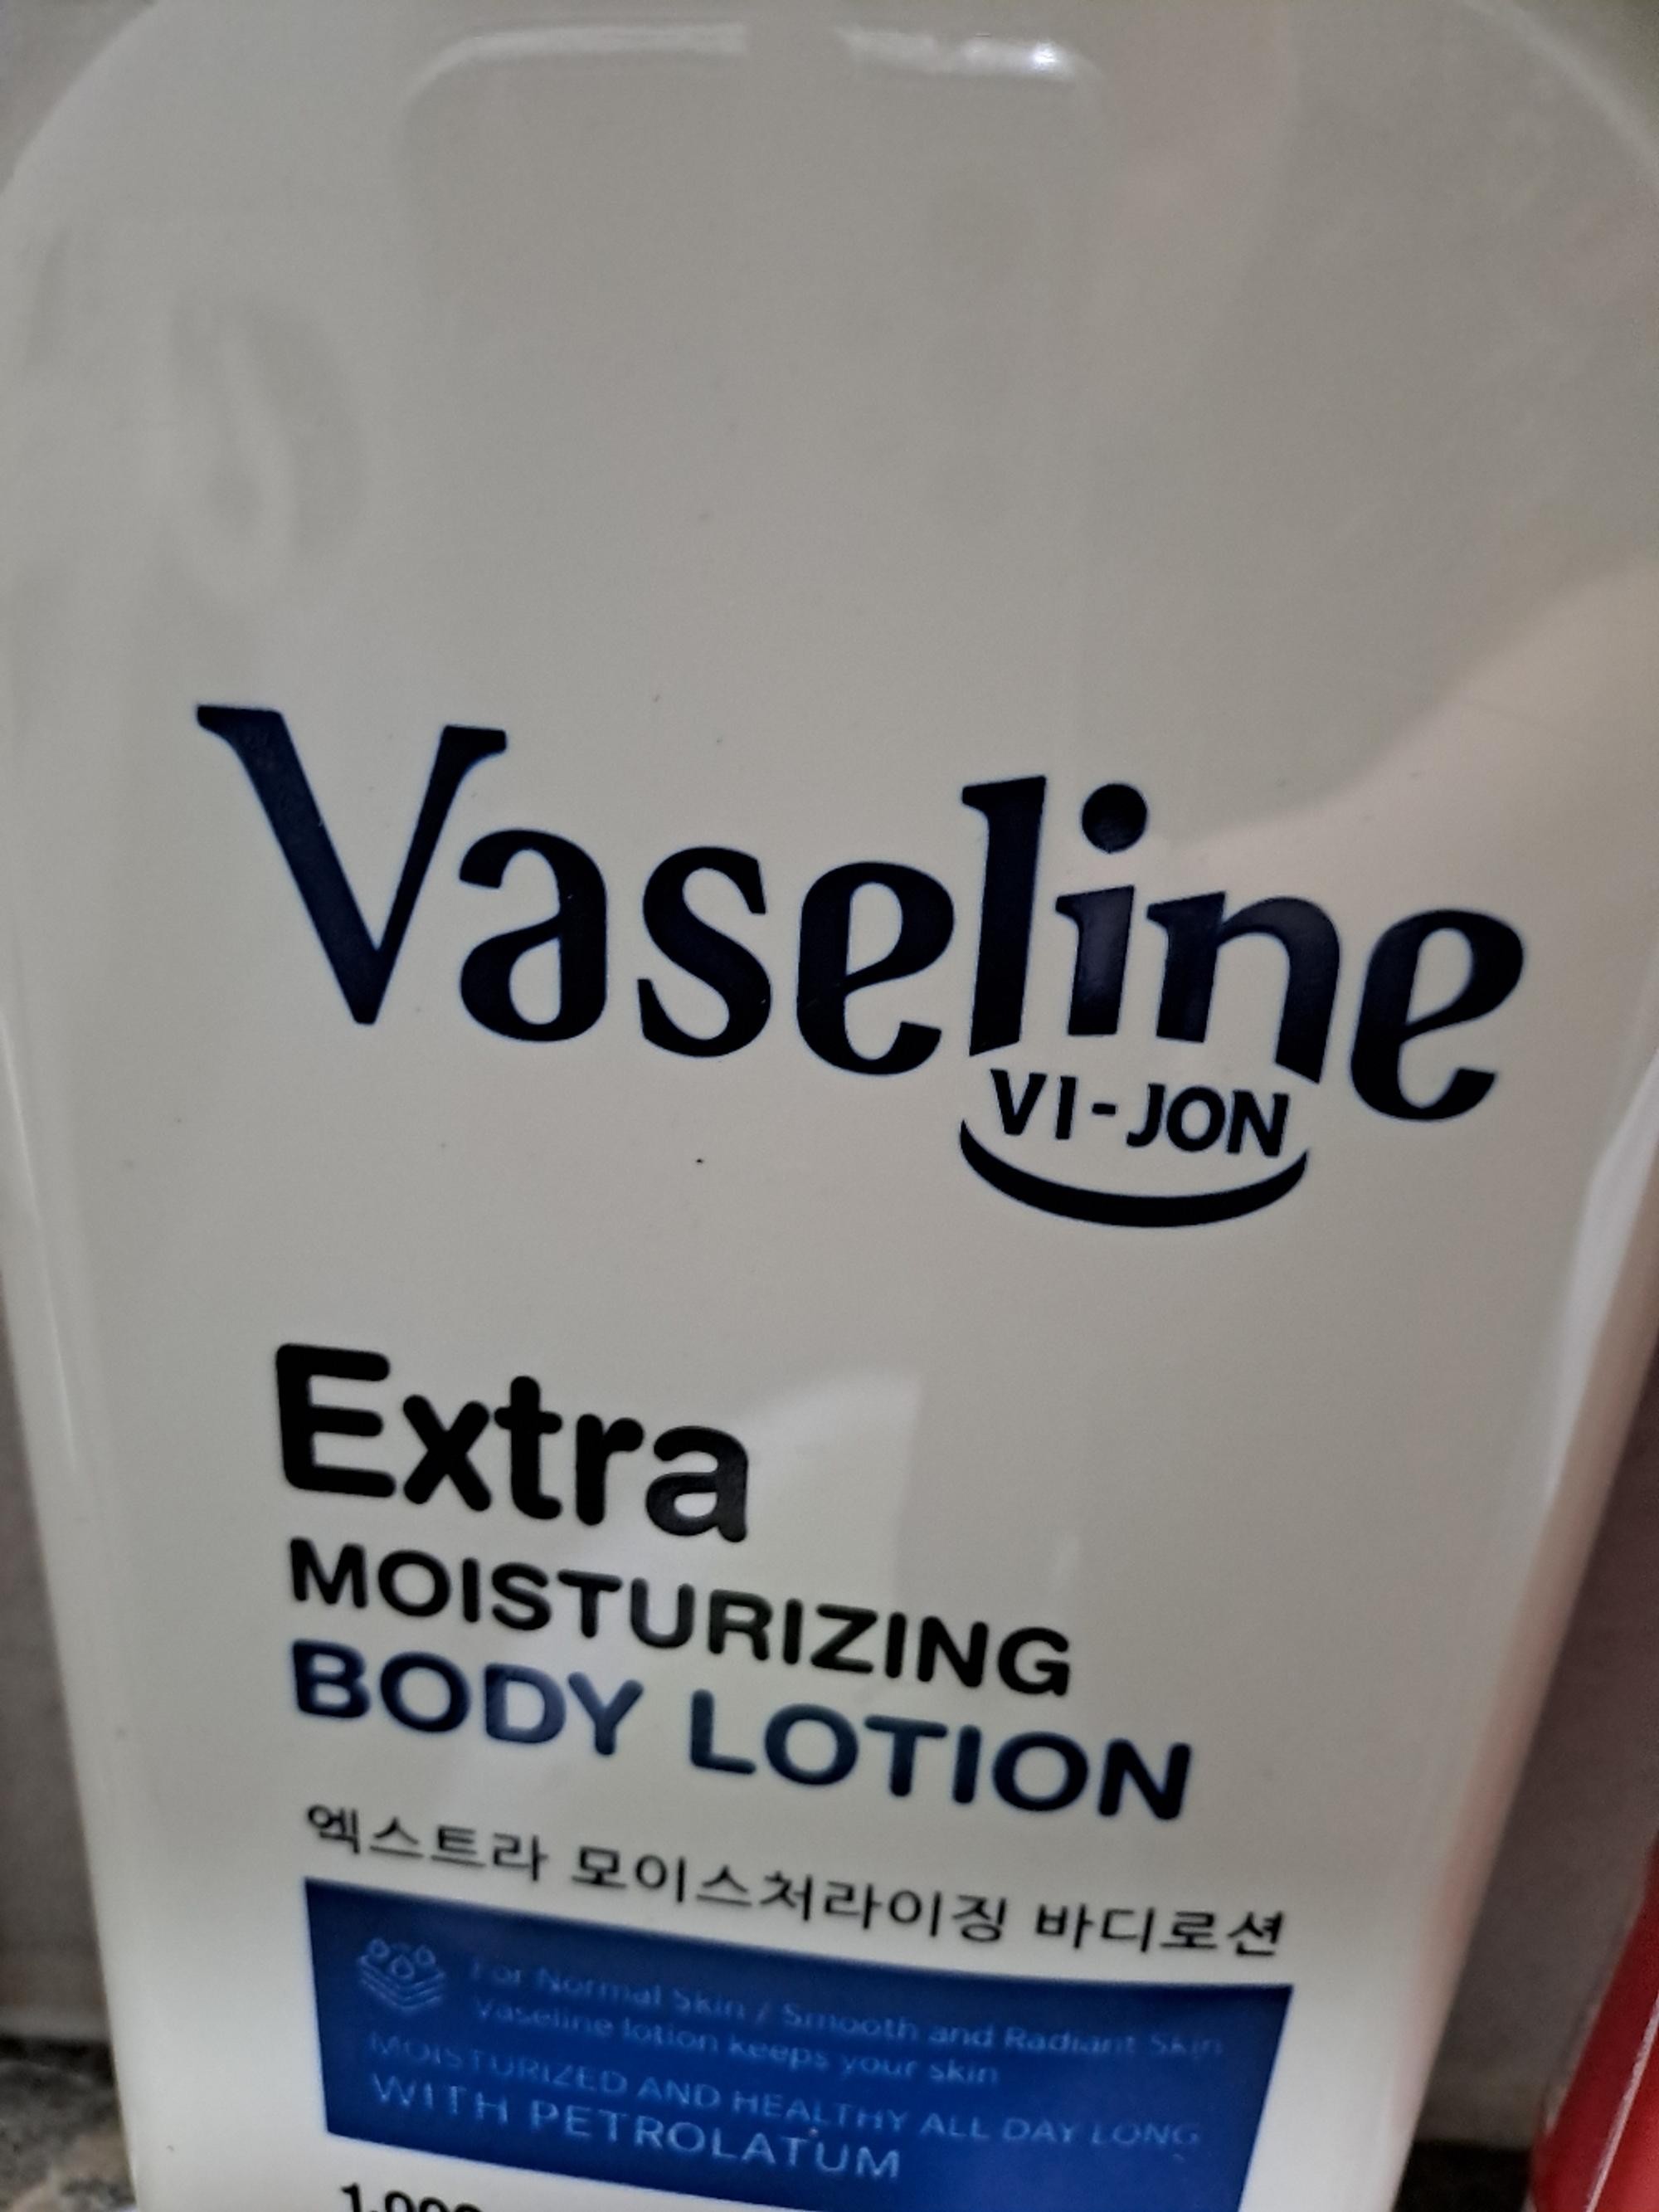 Vaseline
VI-JON
Extra
MOISTURIZING
BODY LOTION
엑스트라 모이스처라이징 바디로션
For Normal Skin / Smooth and Radiant Skin
Vaseline lotion keeps your skin
MOISTURIZED AND HEALTHY ALL DAY LONG
WITH PETROLATUM